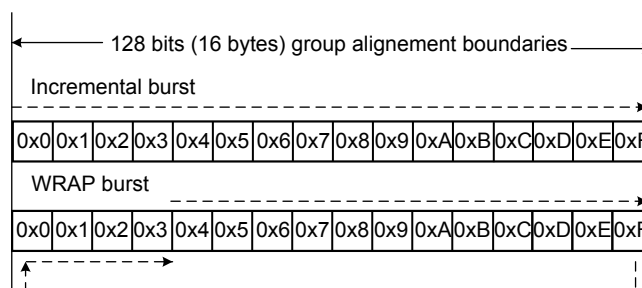 128 bits (16 bytes) group alignement boundaries
Incremental burst
0x0 0x1 0x2 0x3 0x4 0x5 0x6 0x7 0x8 0x9 0xA 0xB 0xC 0xD 0xE 0xF
WRAP burst
0x0 0x1 0x2 0x3 0x4 0x5 0x6 0x7 0x8 0x9 0xA 0xB 0xC 0xD 0xE 0xF